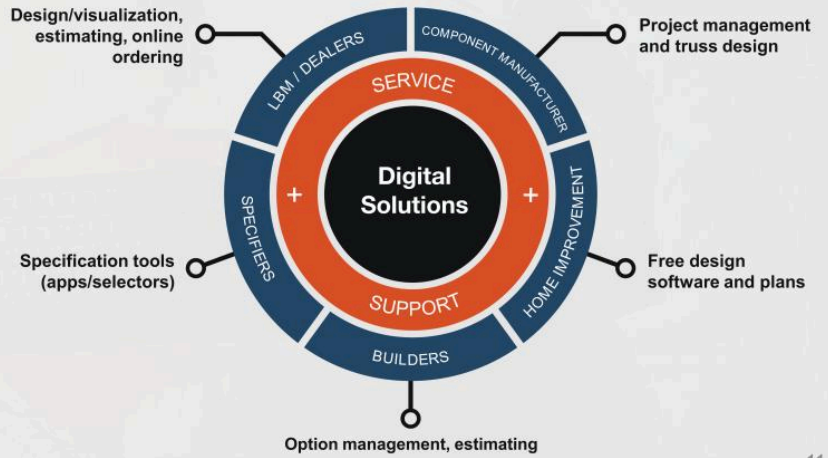 Design/visualization,
estimating, online
ordering
LBM / DEALERS
COMPONENT MANUFACTURER
Project management
and truss design
SERVICE
+
Digital
Solutions
+
SPECIFIERS
HOME IMPROVEMENT
Specification tools
(apps/selectors)
Free design
software and plans
SUPPORT
BUILDERS
Option management, estimating